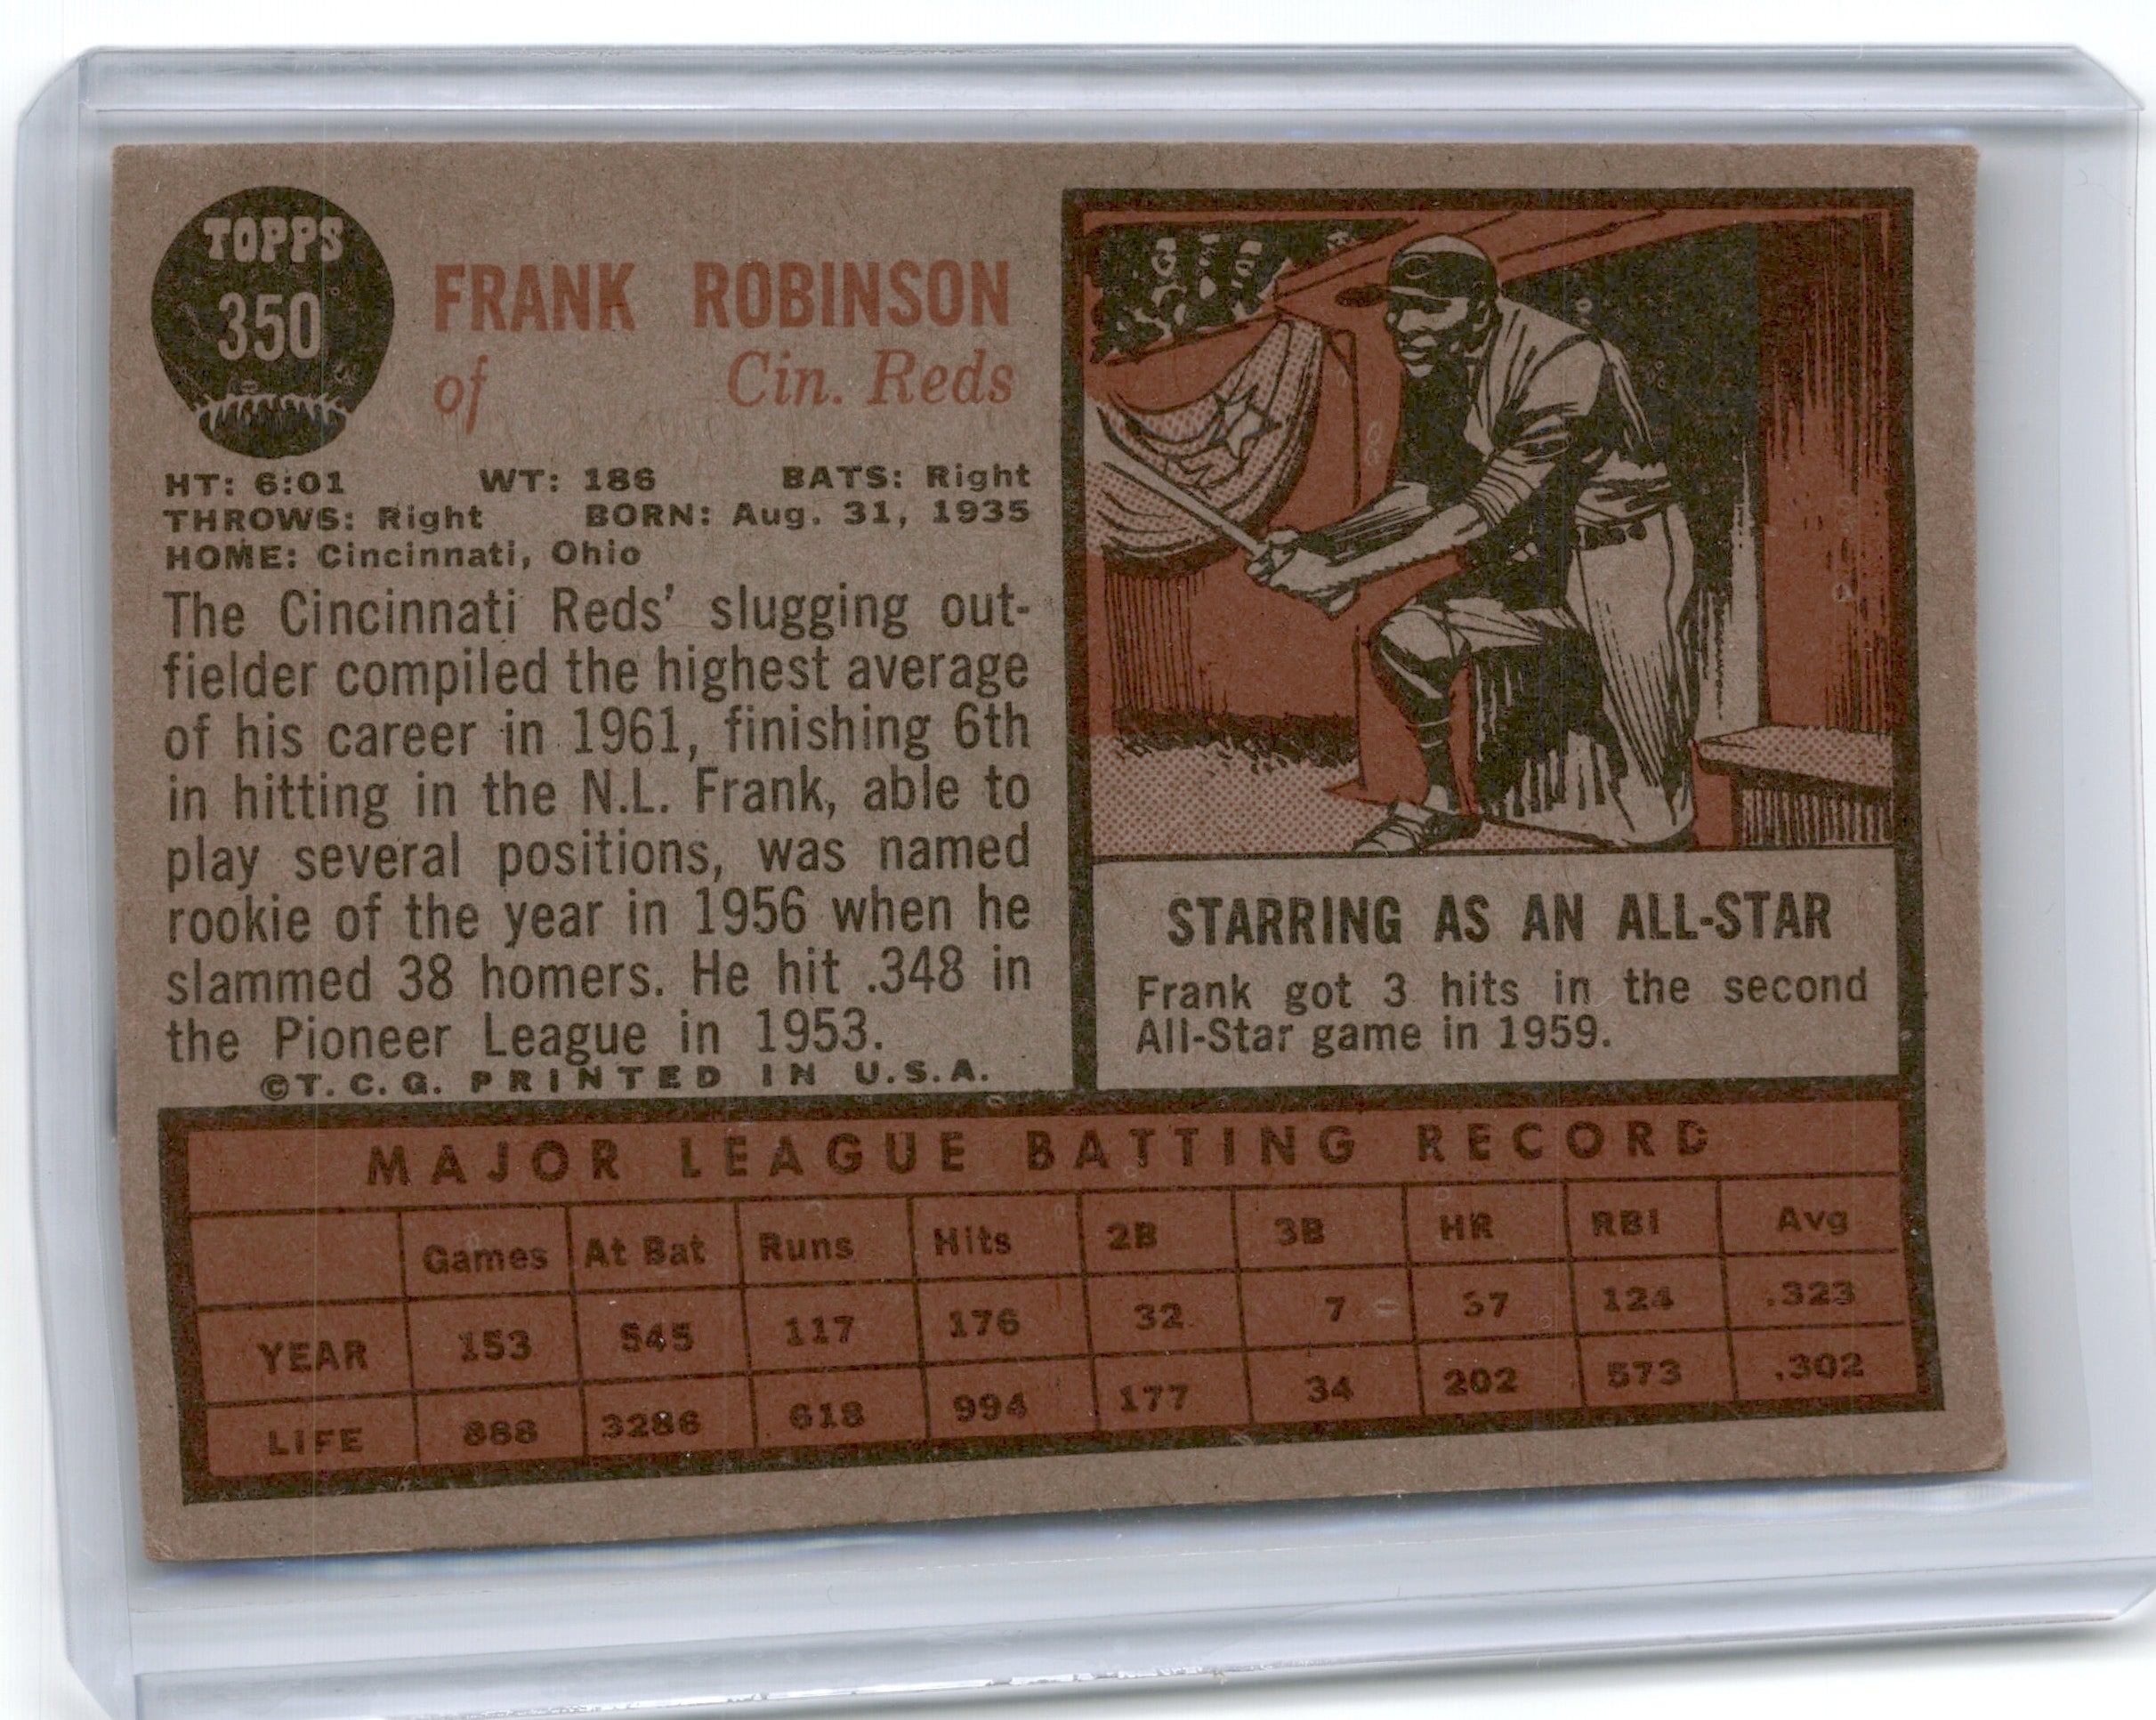 TOPPS
350
FRANK ROBINSON
of Cin. Reds
HT: 6:01 WT: 186 BATS: Right
THROWS: Right BORN: Aug. 31, 1935
HOME: Cincinnati, Ohio
The Cincinnati Reds' slugging out-
fielder compiled the highest average
of his career in 1961, finishing 6th
in hitting in the N.L. Frank, able to
play several positions, was named
rookie of the year in 1956 when he
slammed 38 homers. He hit .348 in
the Pioneer League in 1953.
©T.C.G. PRINTED IN U.S.A.
STARRING AS AN ALL-STAR
Frank got 3 hits in the second
All-Star game in 1959.
MAJOR LEAGUE BATTING RECORD
Games At Bat Runs Hits 2B 3B HR RBI Avg
YEAR 153 545 117 176 32 7 37 124 .323
LIFE 888 3286 618 994 177 34 202 573 .302